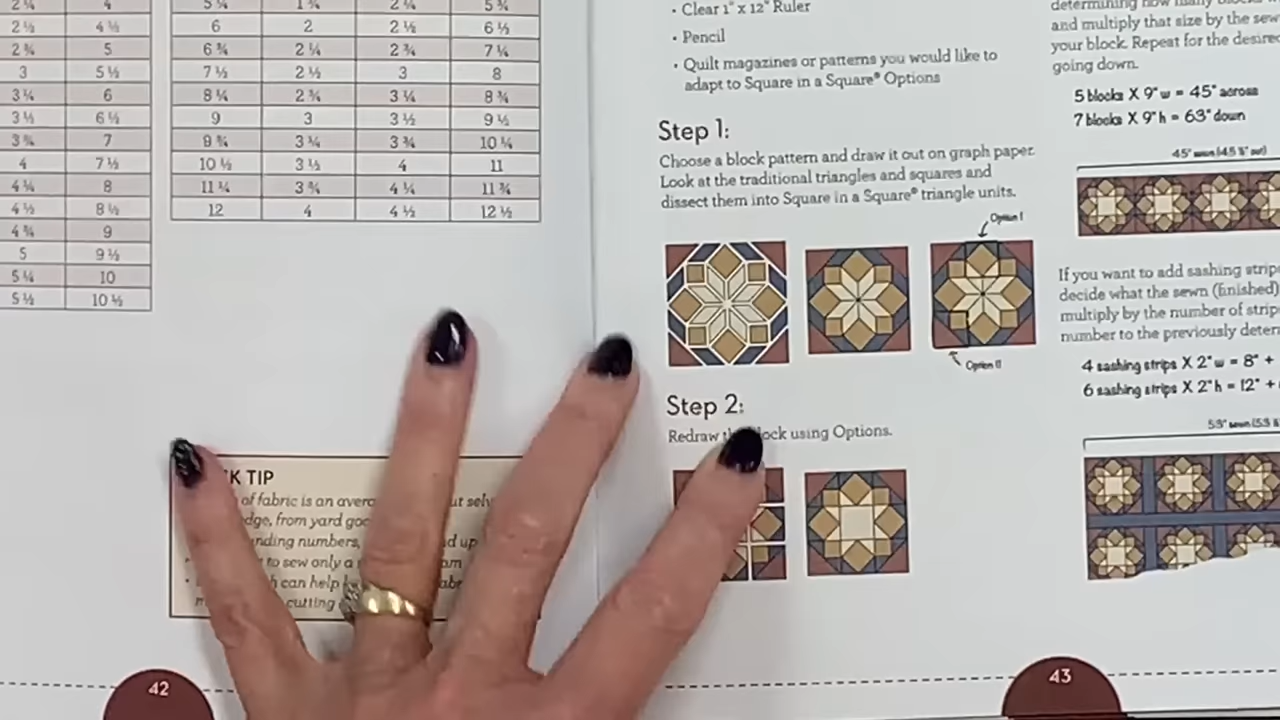 2 ¼ 4
2 ½ 4 ½
2 ¾ 5
3 5 ½
3 ¼ 6
3 ½ 6 ½
3 ¾ 7
4 7 ½
4 ¼ 8
4 ½ 8 ½
4 ¾ 9
5 9 ½
5 ¼ 10
5 ½ 10 ½
5 ¼ 1 ¾ 2 ¼ 5 ¾
6 2 2 ½ 6 ½
6 ¾ 2 ¼ 2 ¾ 7 ¼
7 ½ 2 ½ 3 8
8 ¼ 2 ¾ 3 ¼ 8 ¾
9 3 3 ½ 9 ½
9 ¾ 3 ¼ 3 ¾ 10 ¼
10 ½ 3 ½ 4 11
11 ¼ 3 ¾ 4 ¼ 11 ¾
12 4 4 ½ 12 ½
K TIP
of fabric is an
from yard
numbers, up
to sew only a
can help
cutting
42
• Clear 1" x 12" Ruler
• Pencil
• Quilt magazines or patterns you would like to
adapt to Square in a Square® Options
Step 1:
Choose a block pattern and draw it out on graph paper.
Look at the traditional triangles and squares and
dissect them into Square in a Square® triangle units.
Option I
Option II
Step 2:
Redraw block using Options.
determining how many
and multiply that size by the sew
your block. Repeat for the desired
going down.
5 blocks X 9" w = 45" across
7 blocks X 9" h = 63" down
45" sewn (45 ½" cut)
If you want to add sashing strip
decide what the sewn (finished)
multiply by the number of strip
number to the previously deter
4 sashing strips X 2" w = 8" +
6 sashing strips X 2" h = 12" +
53" sewn
43